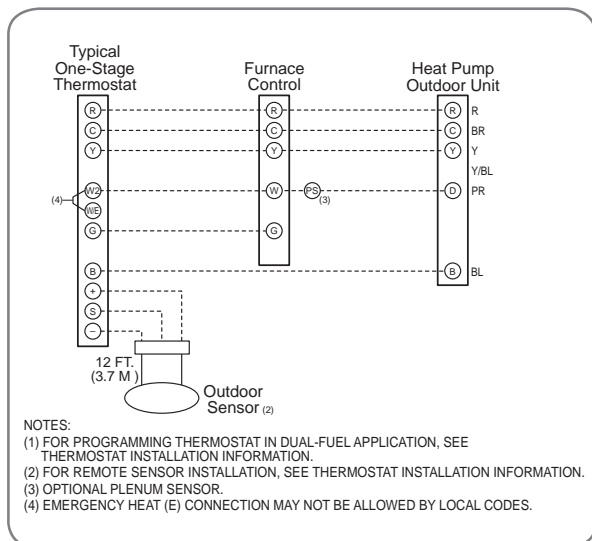 Typical
One-Stage
Thermostat
Furnace
Control
Heat Pump
Outdoor Unit
R R R R
C C C BR
Y Y Y Y
Y/BL
(4) W2 W PS (3) D PR
W/E
G G
B B BL
+
S
–
12 FT.
(3.7 M )
Outdoor
Sensor (2)
NOTES:
(1) FOR PROGRAMMING THERMOSTAT IN DUAL-FUEL APPLICATION, SEE
THERMOSTAT INSTALLATION INFORMATION.
(2) FOR REMOTE SENSOR INSTALLATION, SEE THERMOSTAT INSTALLATION INFORMATION.
(3) OPTIONAL PLENUM SENSOR.
(4) EMERGENCY HEAT (E) CONNECTION MAY NOT BE ALLOWED BY LOCAL CODES.